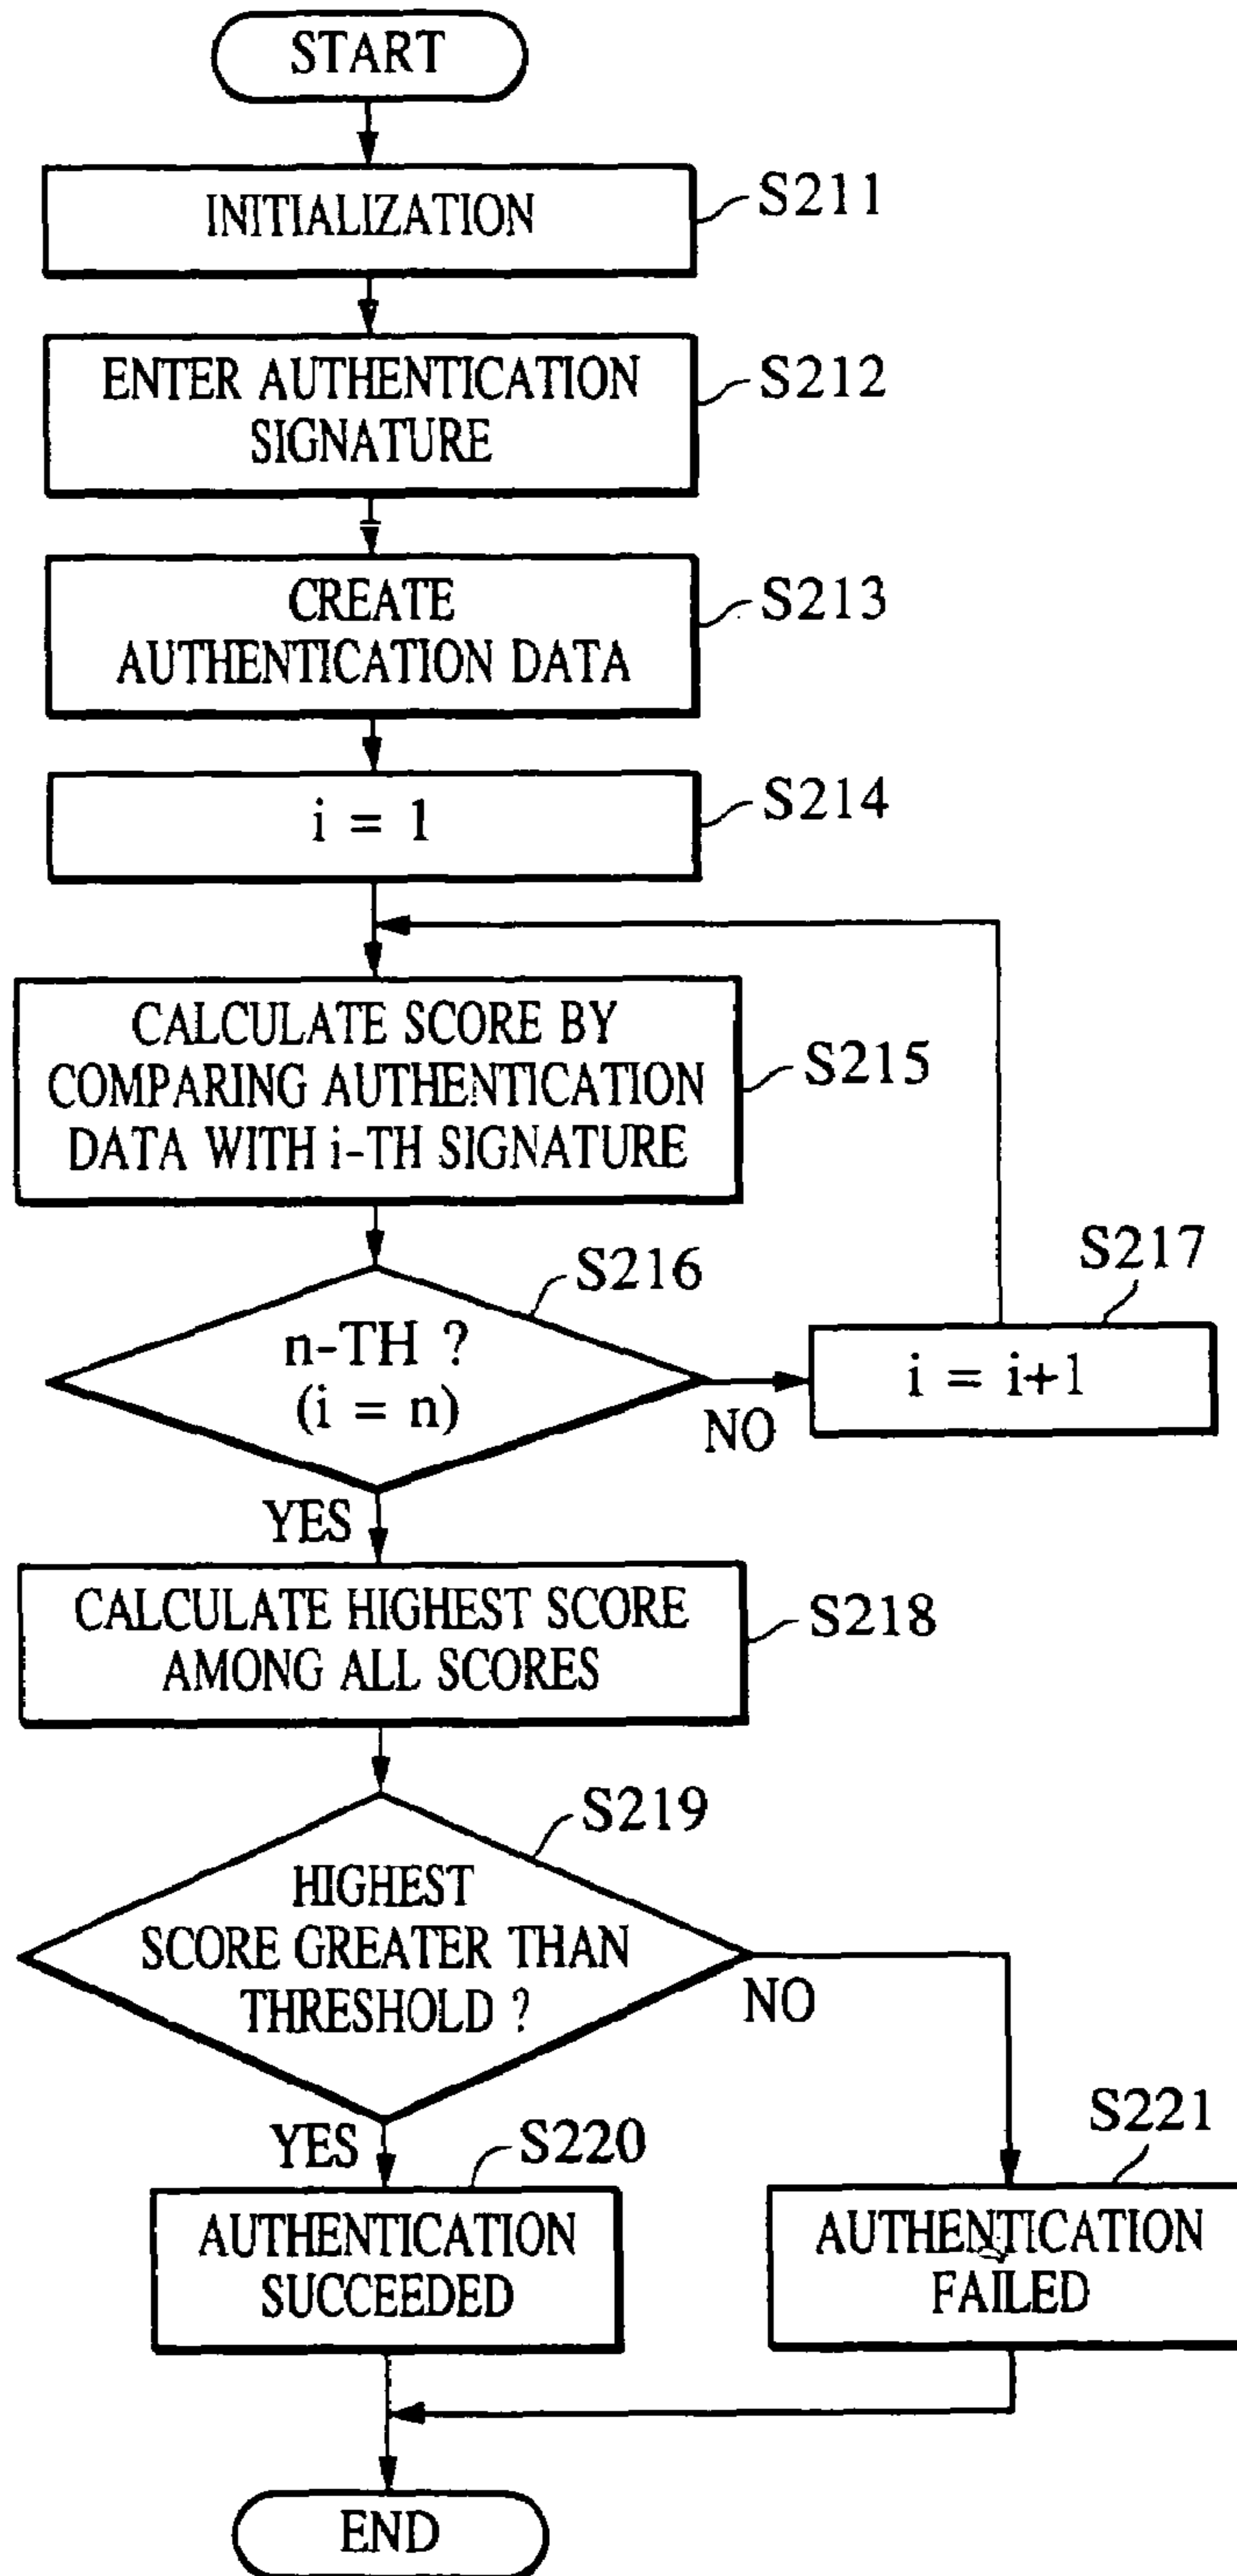 START
INITIALIZATION
S211
ENTER AUTHENTICATION
SIGNATURE
S212
CREATE
AUTHENTICATION DATA
S213
i = 1
S214
CALCULATE SCORE BY
COMPARING AUTHENTICATION
DATA WITH i-TH SIGNATURE
S215
S216
n-TH ?
(i = n)
NO
S217
i = i+1
YES
CALCULATE HIGHEST SCORE
AMONG ALL SCORES
S218
S219
HIGHEST
SCORE GREATER THAN
THRESHOLD ?
NO
YES
S220
AUTHENTICATION
SUCCEEDED
S221
AUTHENTICATION
FAILED
END